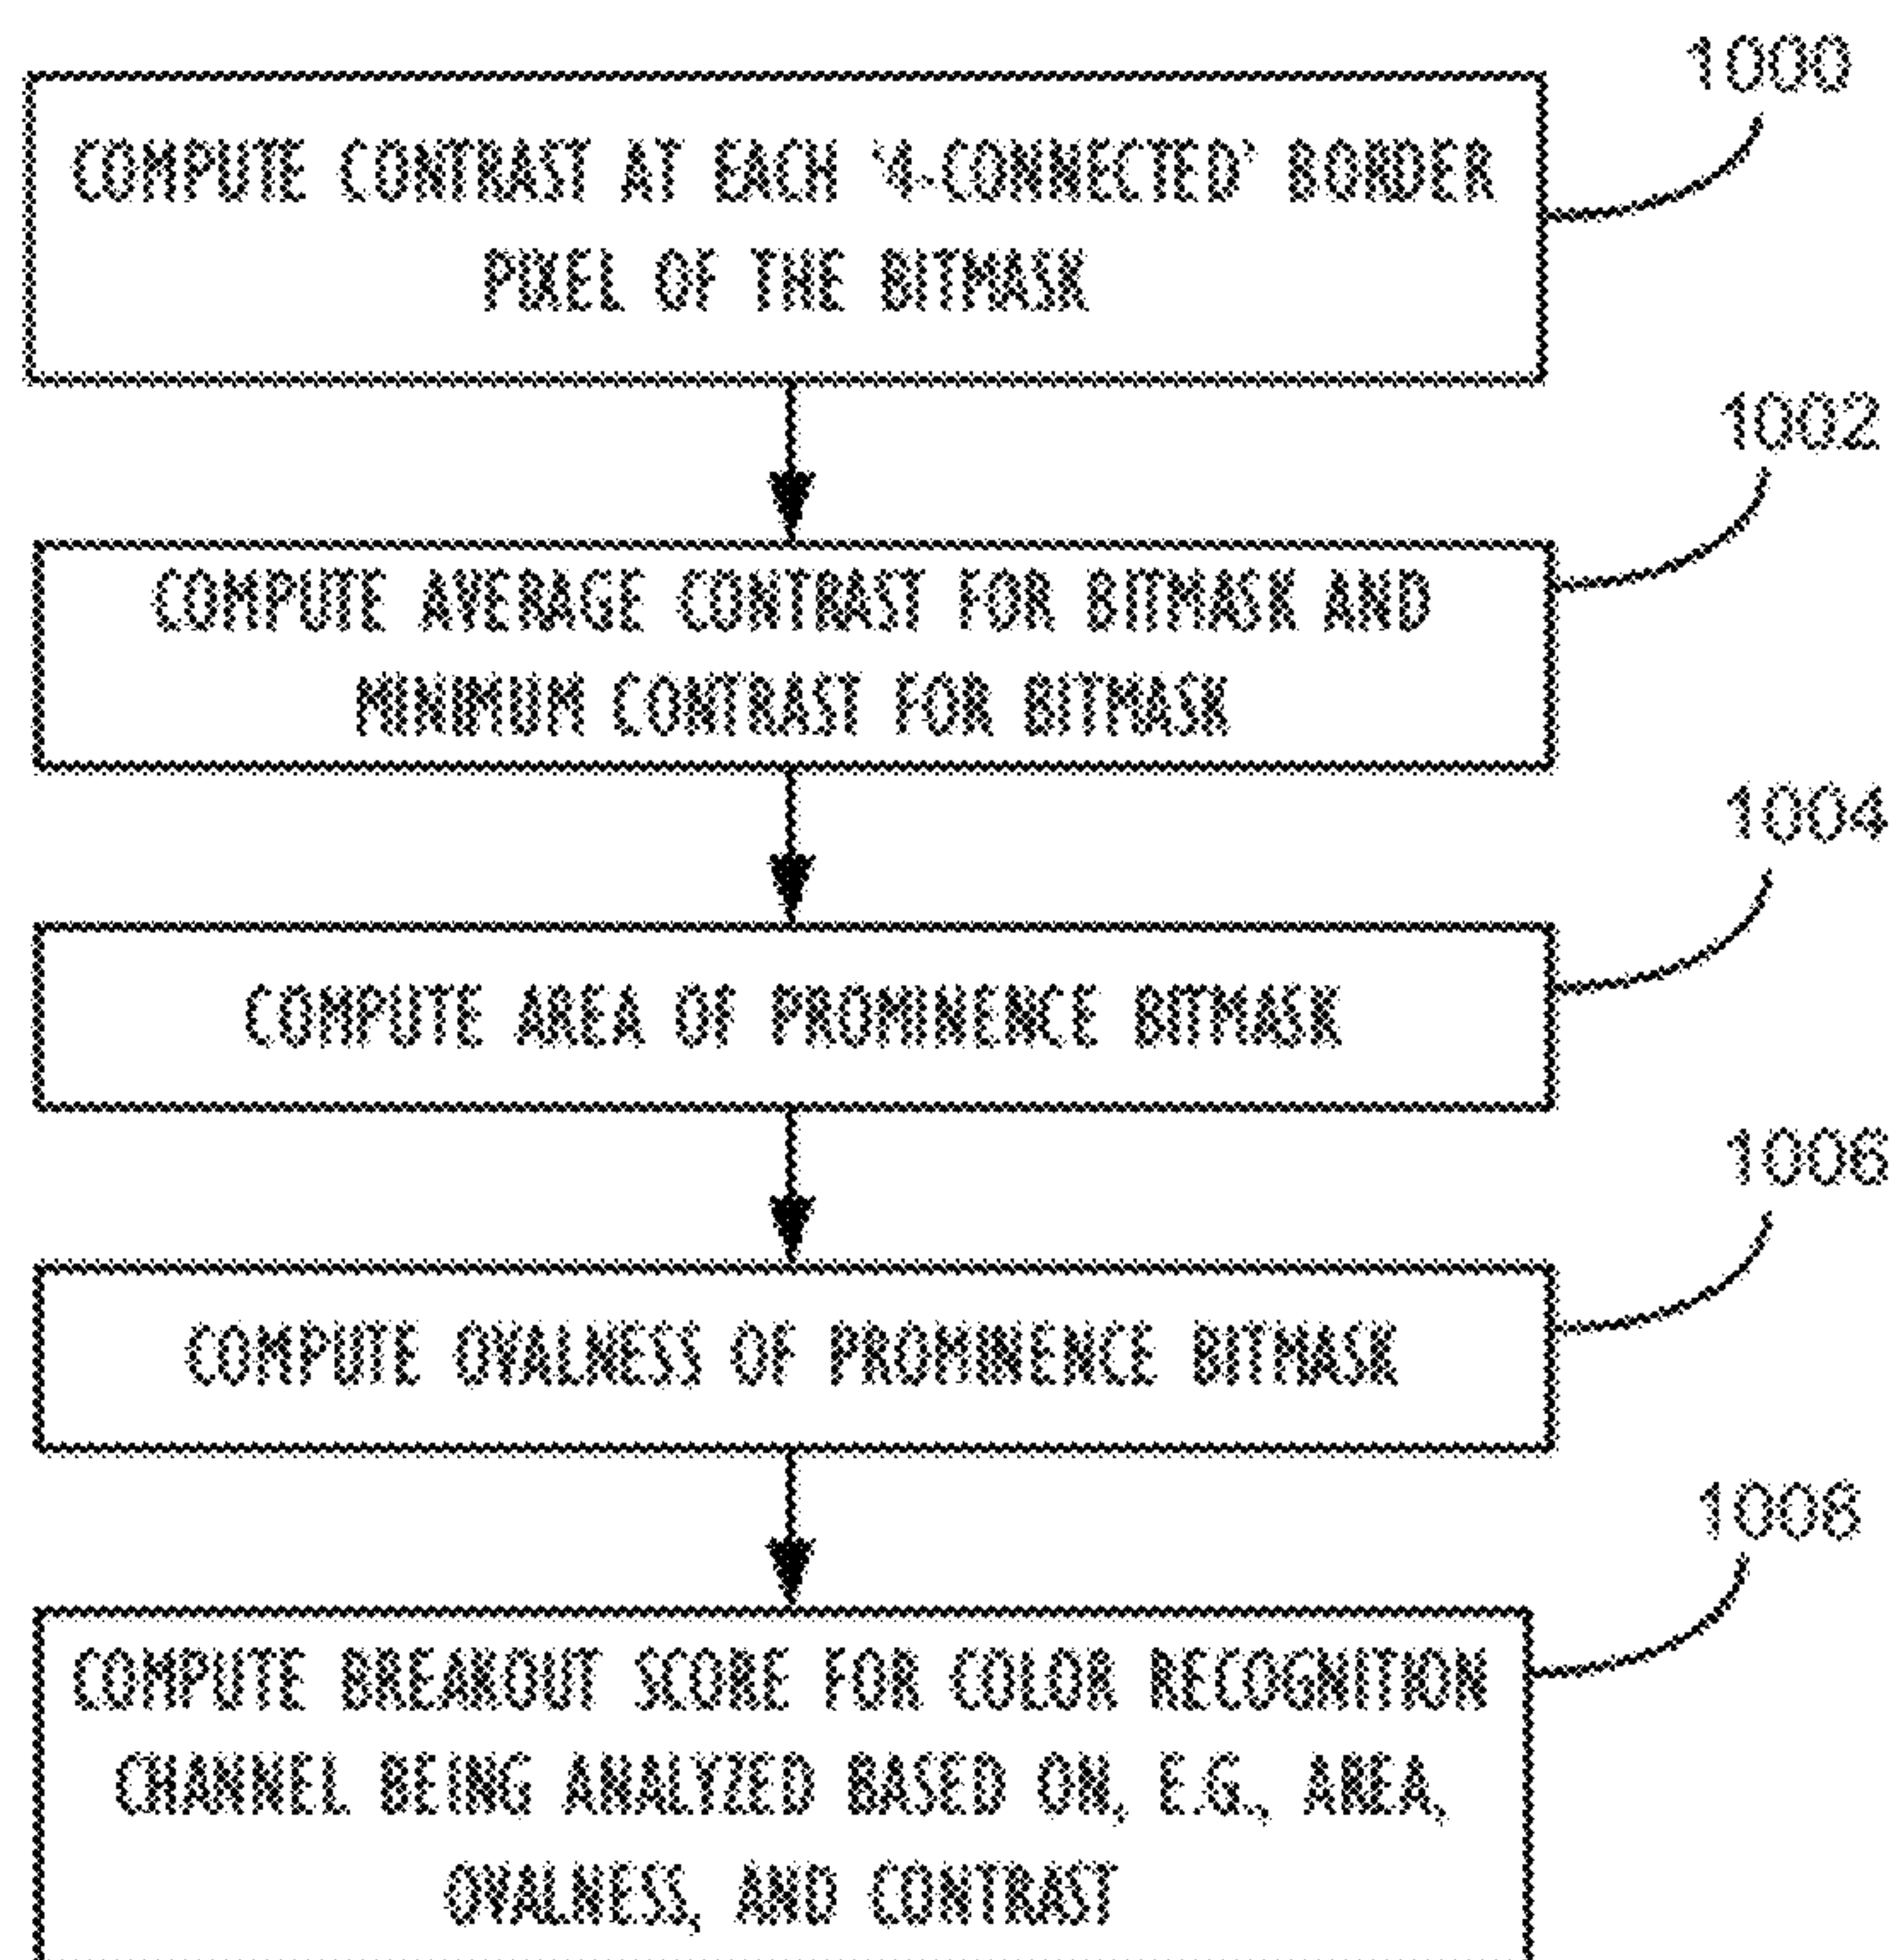 1000
COMPUTE CONTRAST AT EACH '4-CONNECTED' BORDER
PIXEL OF THE BITMASK
1002
COMPUTE AVERAGE CONTRAST FOR BITMASK AND
MINIMUM CONTRAST FOR BITMASK
1004
COMPUTE AREA OF PROMINENCE BITMASK
1006
COMPUTE OVALNESS OF PROMINENCE BITMASK
1008
COMPUTE BREAKOUT SCORE FOR COLOR RECOGNITION
CHANNEL BEING ANALYZED BASED ON, E.G., AREA,
OVALNESS, AND CONTRAST